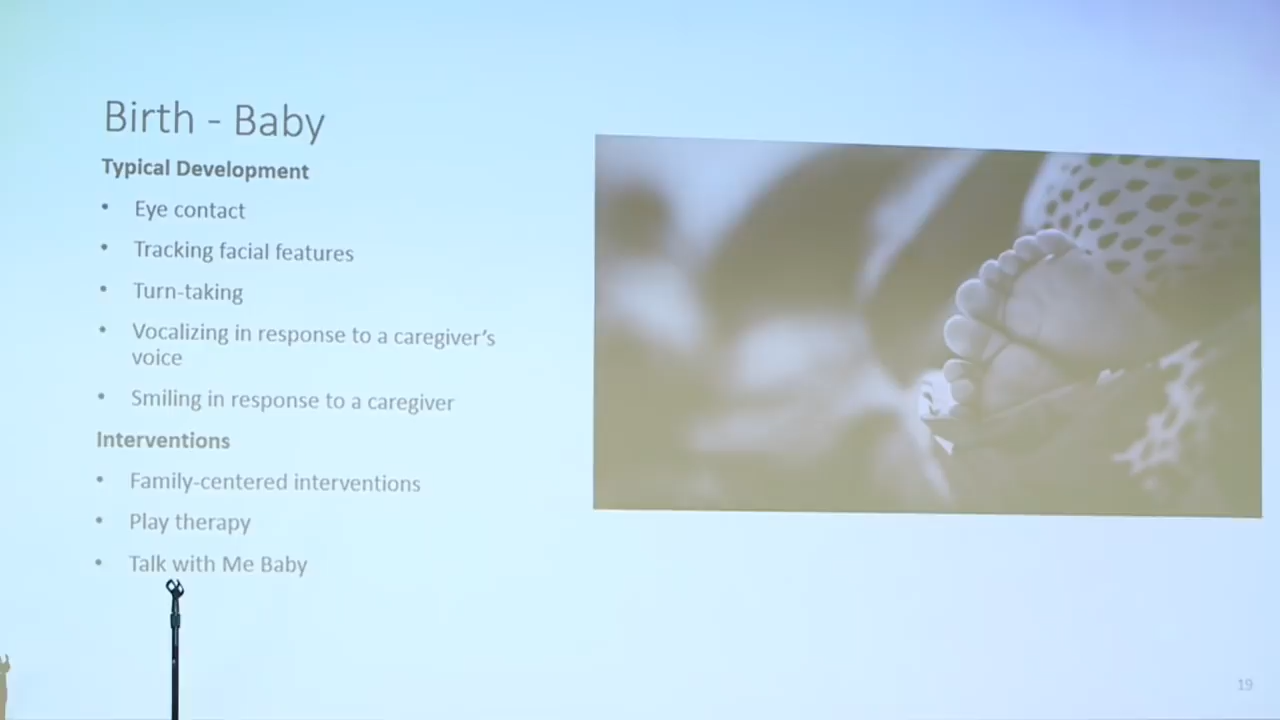 Birth - Baby
Typical Development
• Eye contact
• Tracking facial features
• Turn-taking
• Vocalizing in response to a caregiver’s
voice
• Smiling in response to a caregiver
Interventions
• Family-centered interventions
• Play therapy
• Talk with Me Baby
19